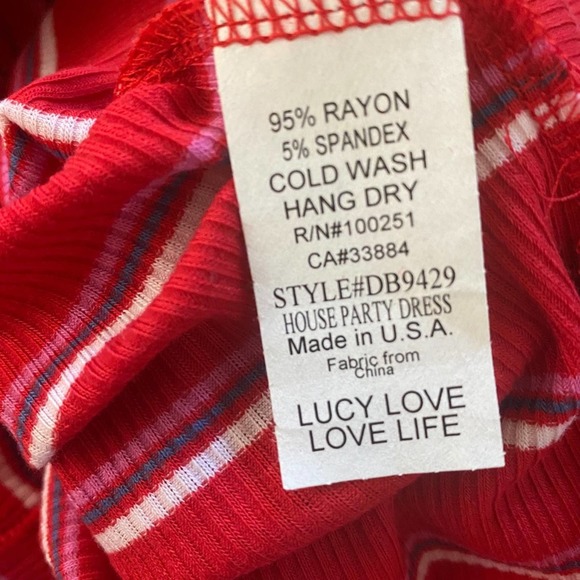 95% RAYON
5% SPANDEX
COLD WASH
HANG DRY
R/N#100251
CA#33884
STYLE#DB9429
HOUSE PARTY DRESS
Made in U.S.A.
Fabric from
China
LUCY LOVE
LOVE LIFE